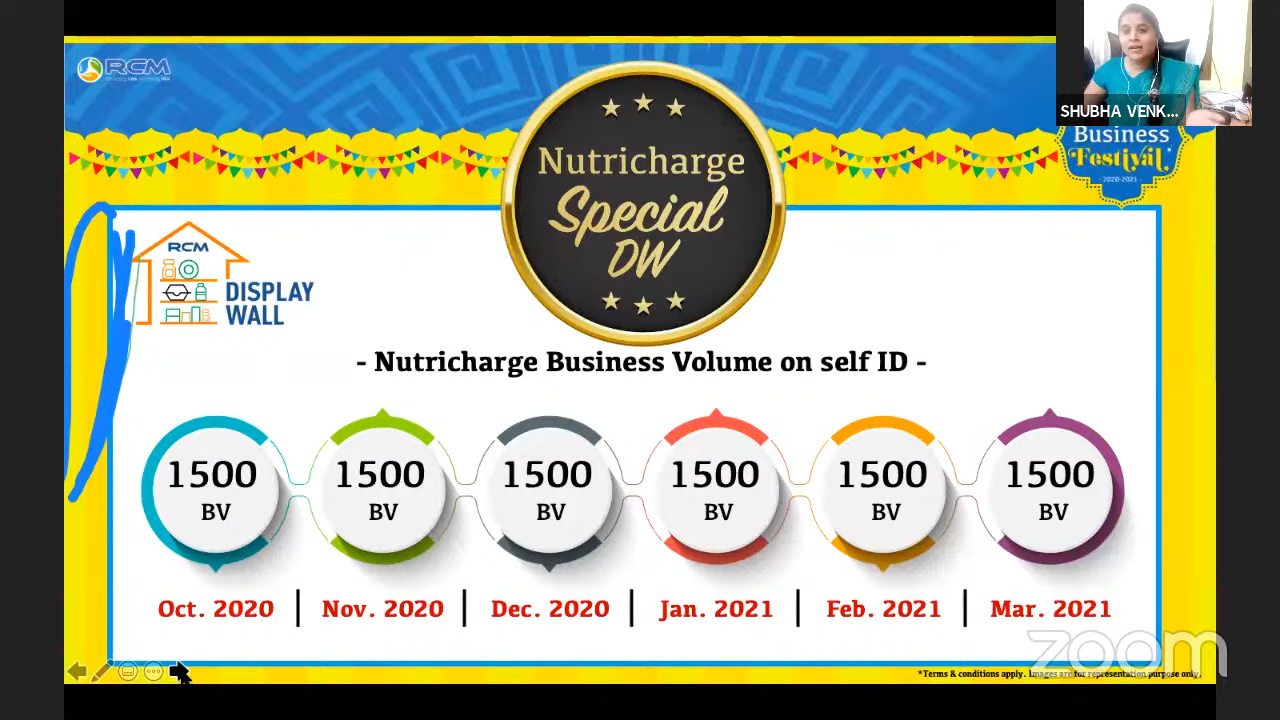 RCM
SHUBHA VENK...
Business
Festival*
- 2020-2021 -
Nutricharge
Special
DW
RCM
DISPLAY
WALL
- Nutricharge Business Volume on self ID -
1500 1500 1500 1500 1500 1500
BV BV BV BV BV BV
Oct. 2020 Nov. 2020 Dec. 2020 Jan. 2021 Feb. 2021 Mar. 2021
zoom
*Terms & conditions apply. Images are for representation purpose only.